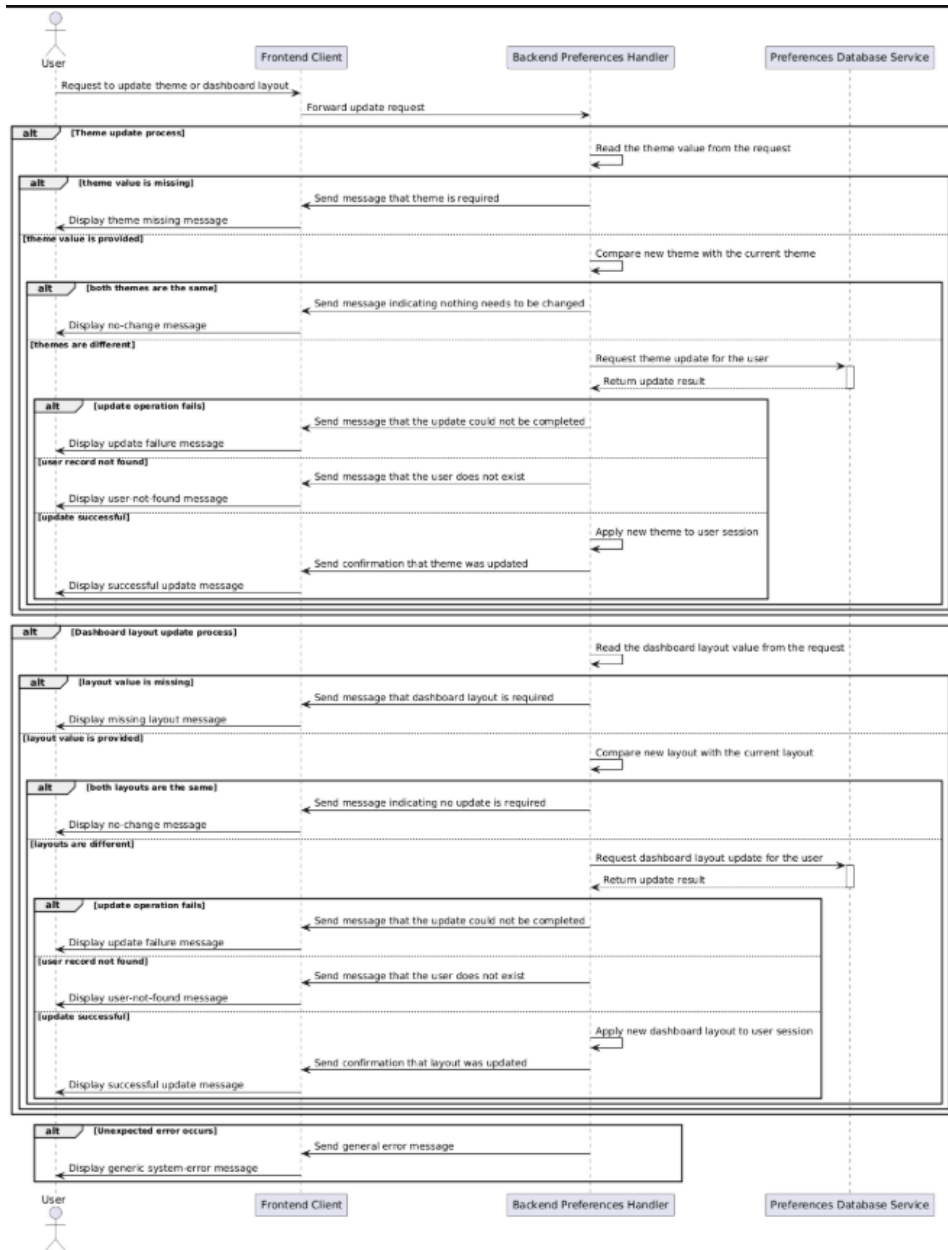 User
Frontend Client
Backend Preferences Handler
Preferences Database Service
Request to update theme or dashboard layout
Forward update request
alt [Theme update process]
Read the theme value from the request
alt [theme value is missing]
Send message that theme is required
Display theme missing message
[theme value is provided]
Compare new theme with the current theme
alt [both themes are the same]
Send message indicating nothing needs to be changed
Display no-change message
[themes are different]
Request theme update for the user
Return update result
alt [update operation fails]
Send message that the update could not be completed
Display update failure message
[user record not found]
Send message that the user does not exist
Display user-not-found message
[update successful]
Apply new theme to user session
Send confirmation that theme was updated
Display successful update message
alt [Dashboard layout update process]
Read the dashboard layout value from the request
alt [layout value is missing]
Send message that dashboard layout is required
Display missing layout message
[layout value is provided]
Compare new layout with the current layout
alt [both layouts are the same]
Send message indicating no update is required
Display no-change message
[layouts are different]
Request dashboard layout update for the user
Return update result
alt [update operation fails]
Send message that the update could not be completed
Display update failure message
[user record not found]
Send message that the user does not exist
Display user-not-found message
[update successful]
Apply new dashboard layout to user session
Send confirmation that layout was updated
Display successful update message
alt [Unexpected error occurs]
Send general error message
Display generic system-error message
User
Frontend Client
Backend Preferences Handler
Preferences Database Service